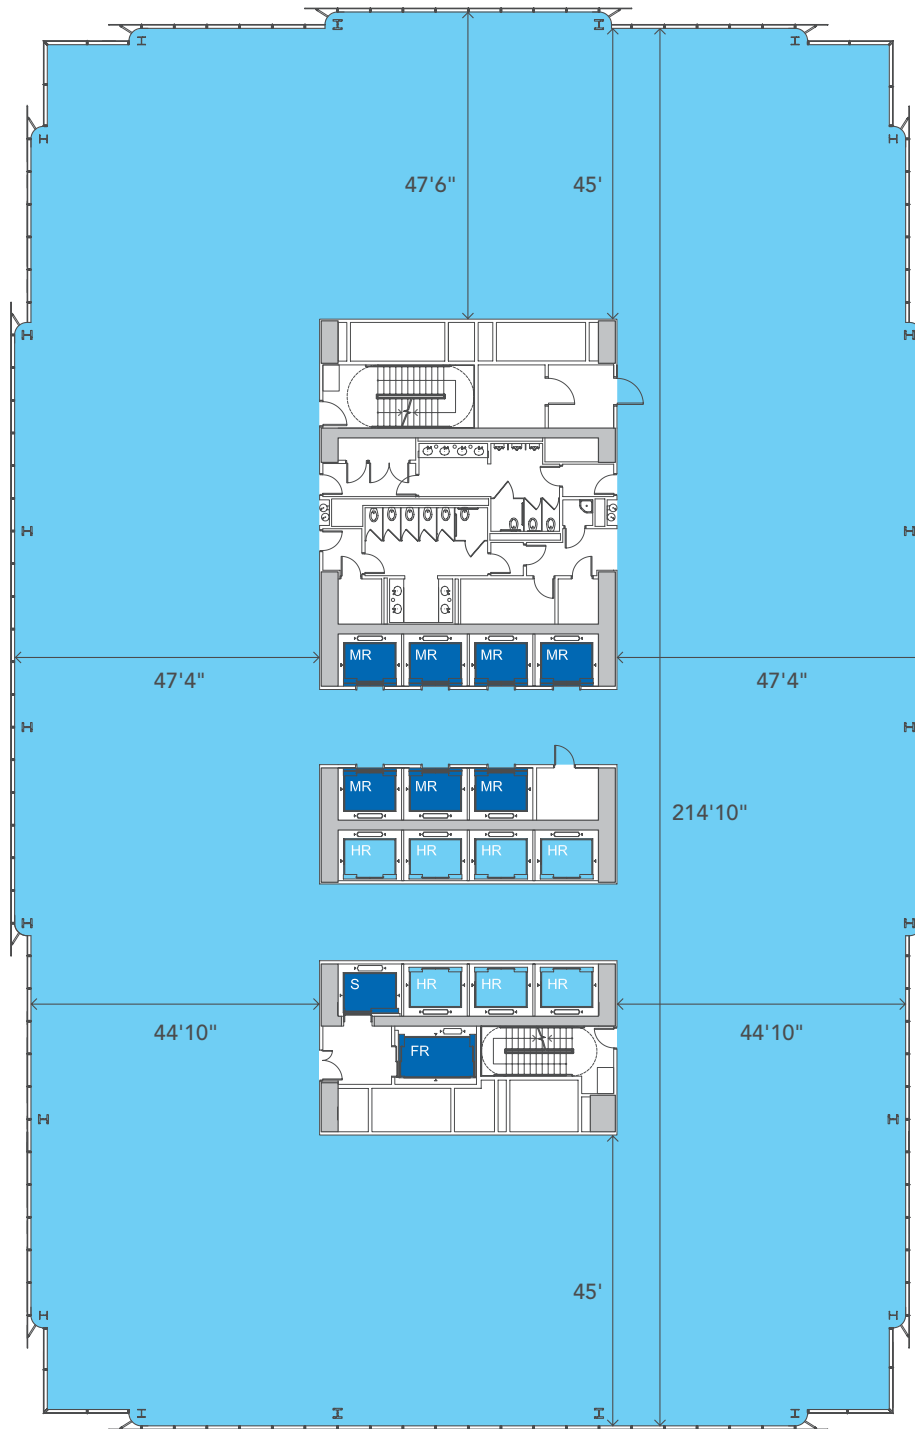 47'6" 45'
MR MR MR MR
47'4" 47'4"
MR MR MR
214'10"
HR HR HR HR
S HR HR HR
44'10" 44'10"
FR
45'